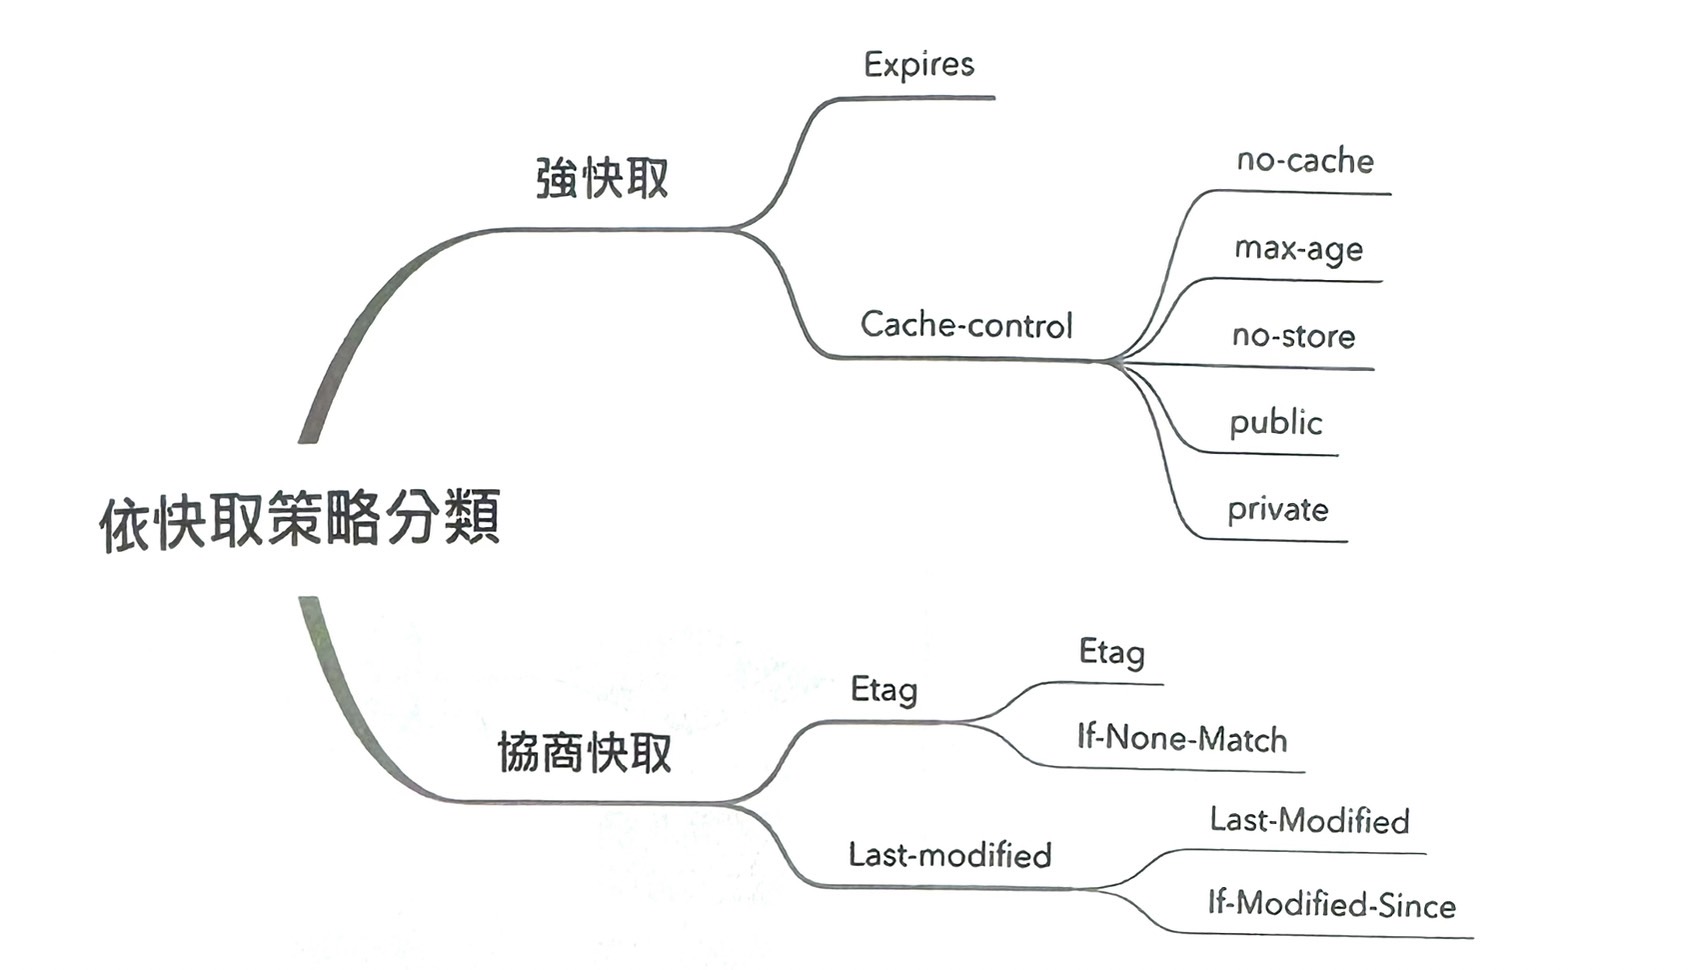 Expires
強快取
no-cache
max-age
Cache-control
no-store
public
private
依快取策略分類
Etag
Etag
協商快取
If-None-Match
Last-Modified
Last-modified
If-Modified-Since